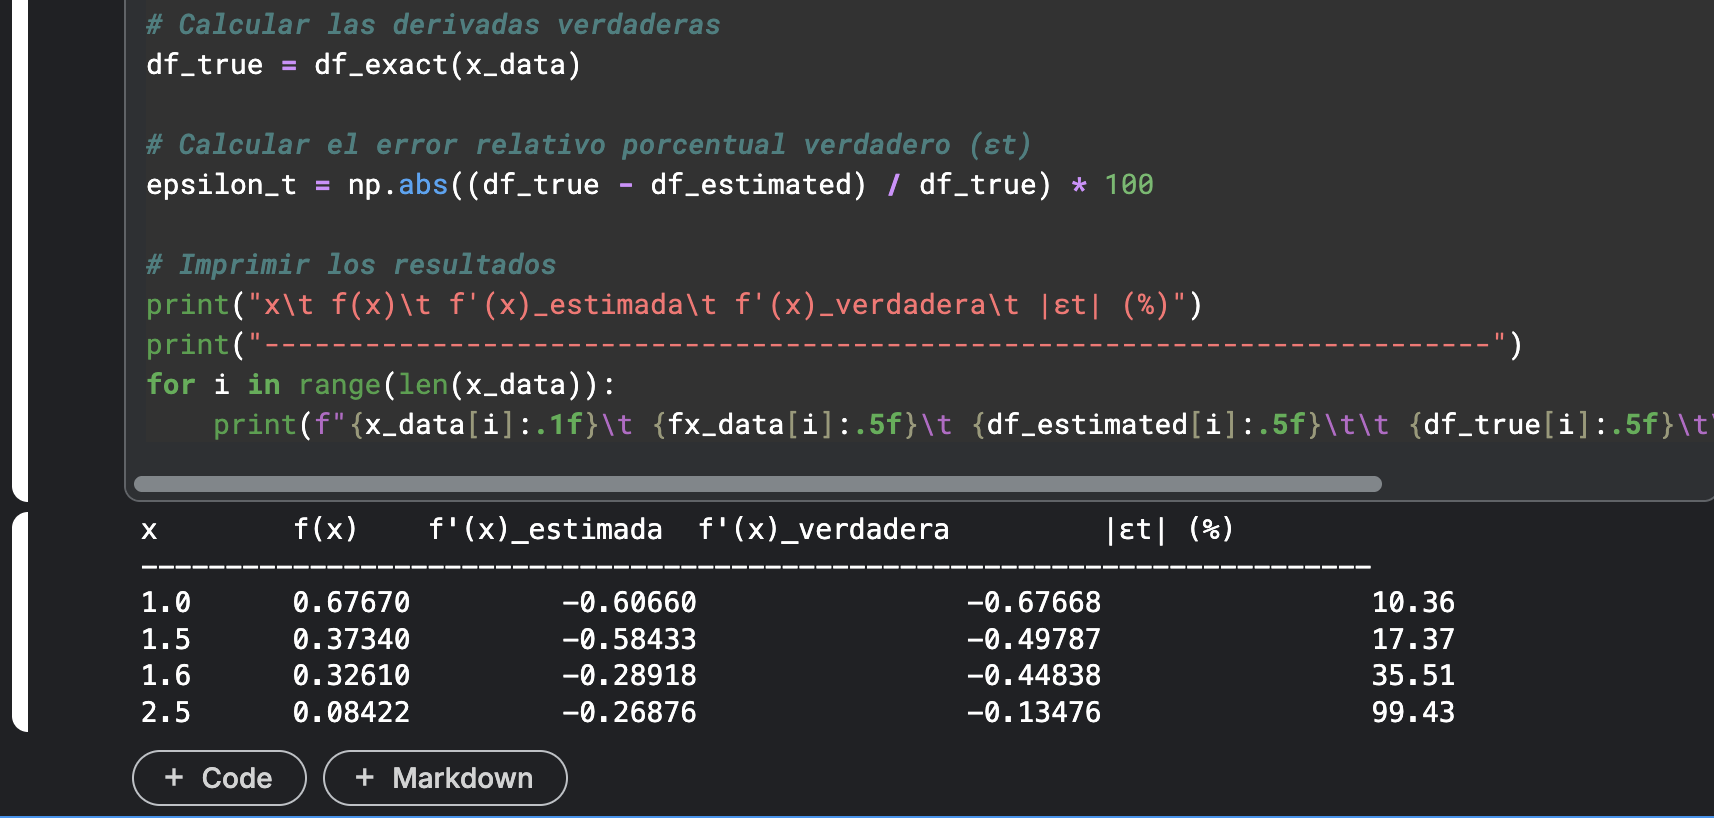 # Calcular las derivadas verdaderas
df_true = df_exact(x_data)
# Calcular el error relativo porcentual verdadero (εt)
epsilon_t = np.abs((df_true - df_estimated) / df_true) * 100
# Imprimir los resultados
print("x\t f(x)\t f'(x)_estimada\t f'(x)_verdadera\t |εt| (%)")
print("-------------------------------------------------------------------------")
for i in range(len(x_data)):
    print(f"{x_data[i]:.1f}\t {fx_data[i]:.5f}\t {df_estimated[i]:.5f}\t\t {df_true[i]:.5f}\t
x f(x) f'(x)_estimada f'(x)_verdadera |εt| (%)
-------------------------------------------------------------------------
1.0 0.67670 -0.60660 -0.67668 10.36
1.5 0.37340 -0.58433 -0.49787 17.37
1.6 0.32610 -0.28918 -0.44838 35.51
2.5 0.08422 -0.26876 -0.13476 99.43
+ Code + Markdown